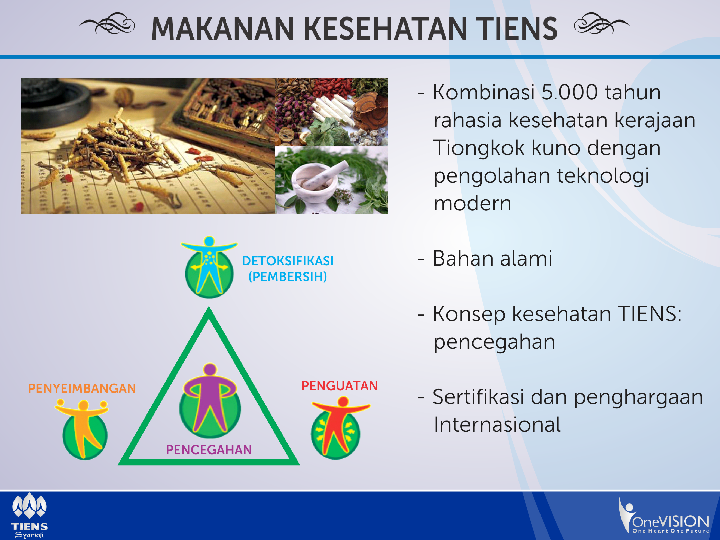 MAKANAN KESEHATAN TIENS
- Kombinasi 5.000 tahun
rahasia kesehatan kerajaan
Tiongkok kuno dengan
pengolahan teknologi
modern
- Bahan alami
- Konsep kesehatan TIENS:
pencegahan
- Sertifikasi dan penghargaan
Internasional
DETOKSIFIKASI
(PEMBERSIH)
PENYEIMBANGAN
PENGUATAN
PENCEGAHAN
TIENS
Syariah
OneVISION
One Heart One Future